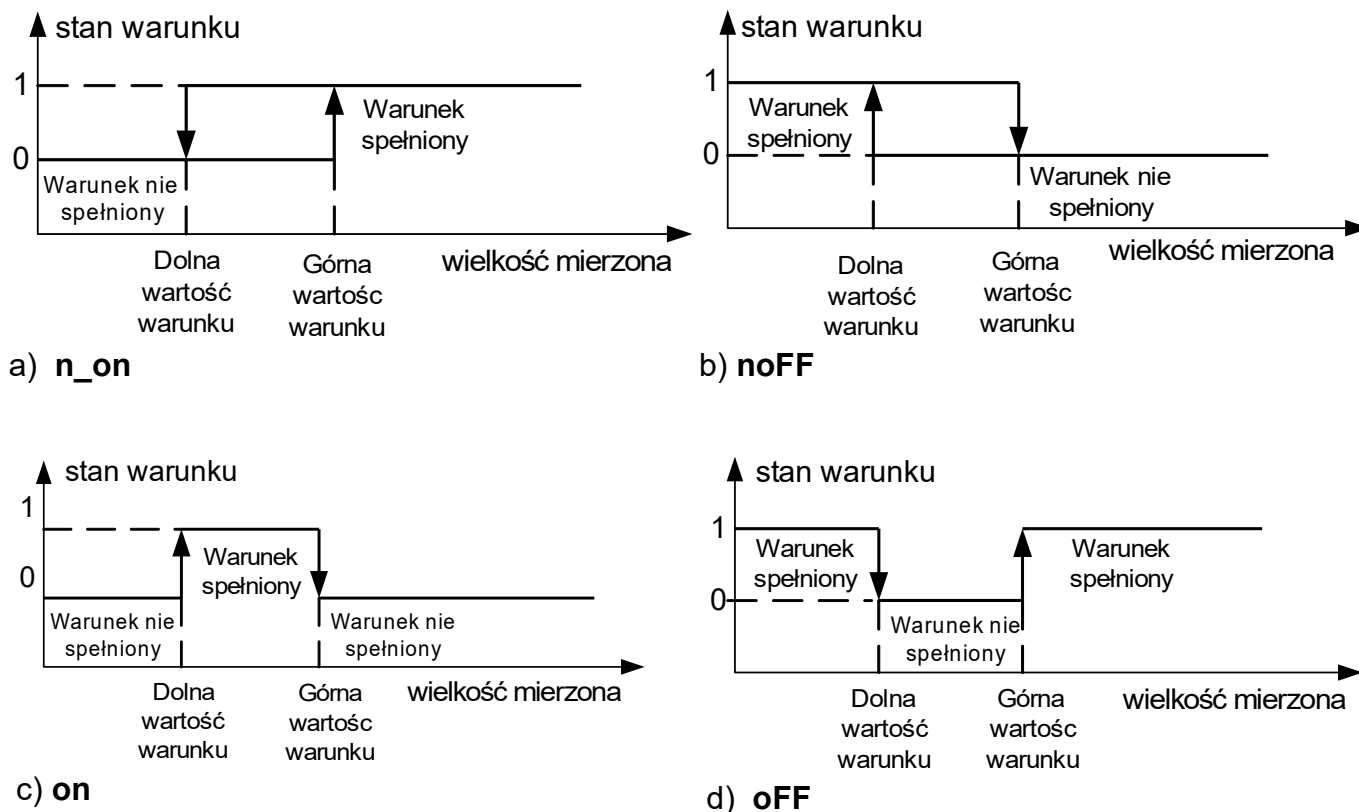 stan warunku
1
Warunek
spełniony
0
Warunek nie
spełniony
Dolna
wartość
warunku
Górna
wartośc
warunku
wielkość mierzona
a) n_on
stan warunku
1
Warunek
spełniony
0
Warunek nie
spełniony
Dolna
wartość
warunku
Górna
wartośc
warunku
wielkość mierzona
b) noFF
stan warunku
1
Warunek
spełniony
0
Warunek nie
spełniony
Warunek nie
spełniony
Dolna
wartość
warunku
Górna
wartośc
warunku
wielkość mierzona
c) on
stan warunku
1
Warunek
spełniony
Warunek
spełniony
0
Warunek nie
spełniony
Dolna
wartość
warunku
Górna
wartośc
warunku
wielkość mierzona
d) oFF